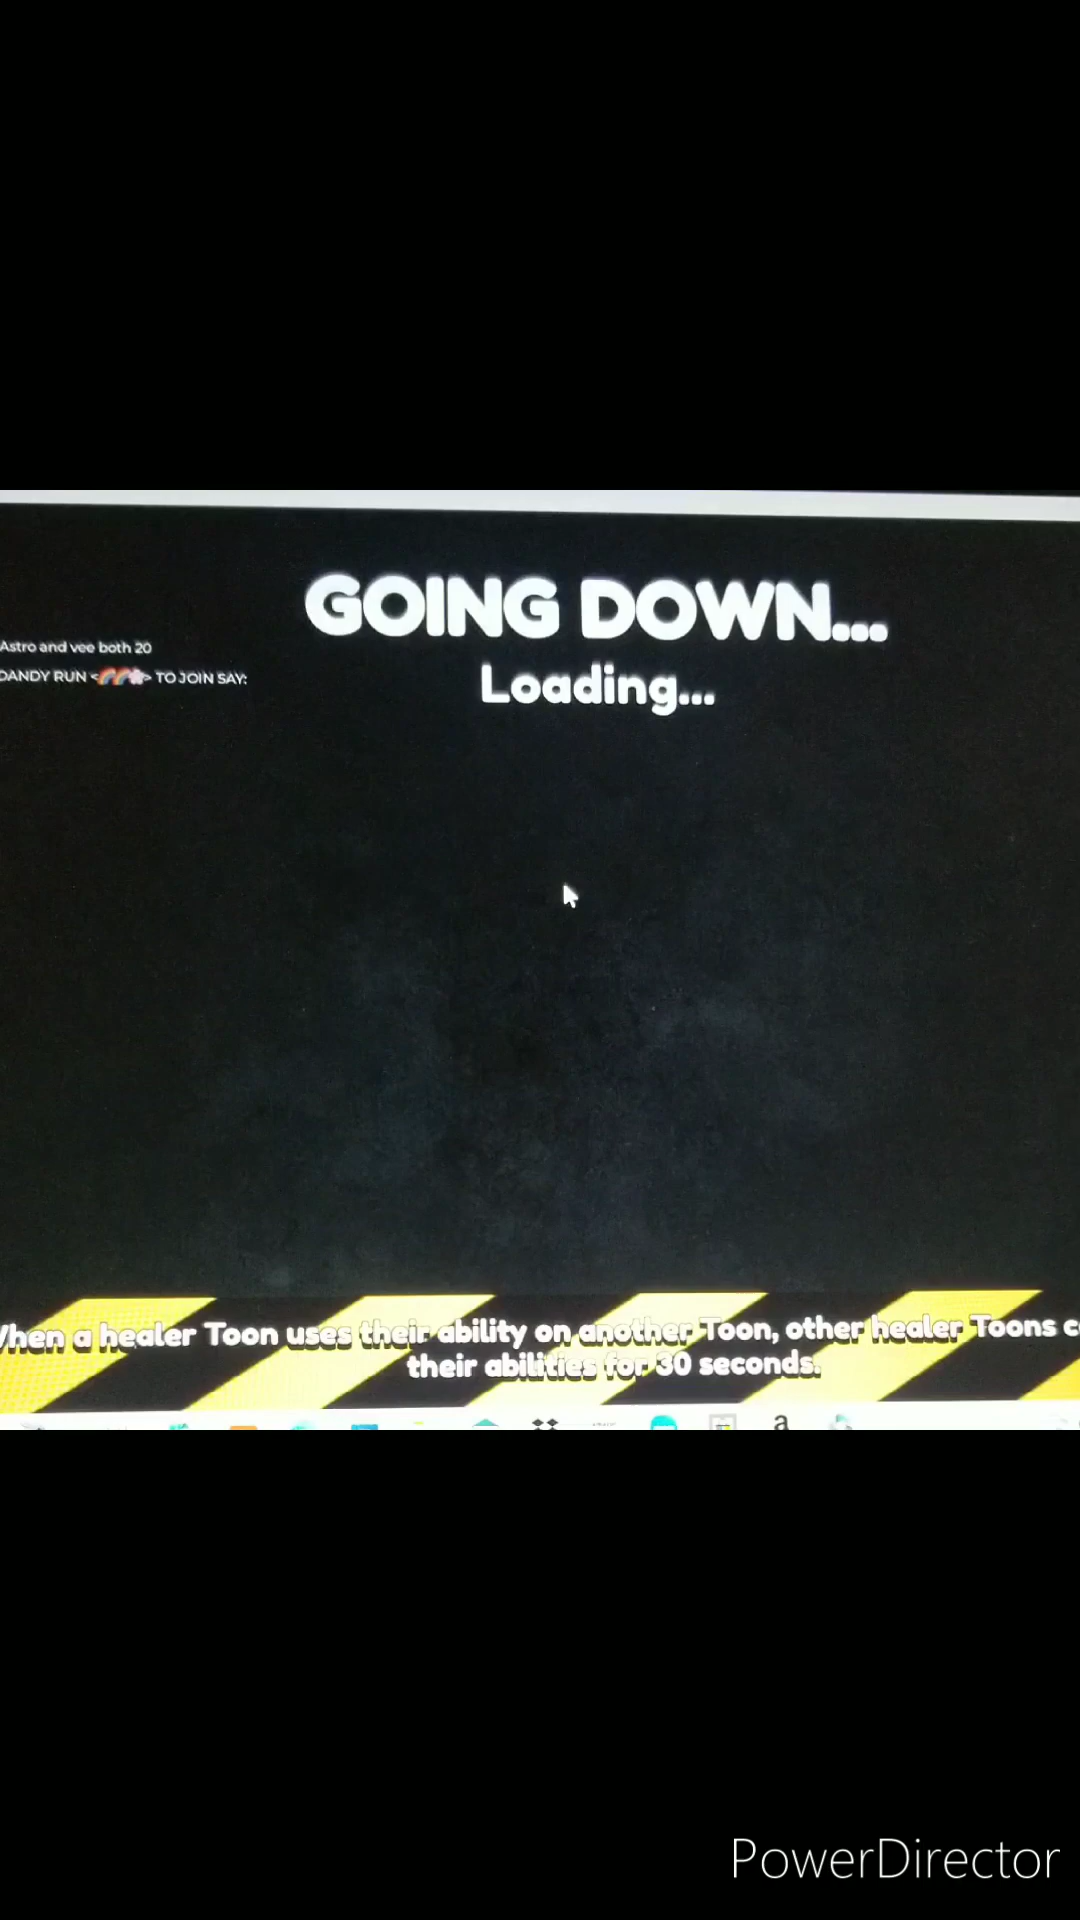 GOING DOWN...
Loading...
Astro and vee both 20
DANDY RUN <🌈🌈🌸> TO JOIN SAY:
hen a healer Toon uses their ability on another Toon, other healer Toons c
their abilities for 30 seconds.
a
PowerDirector